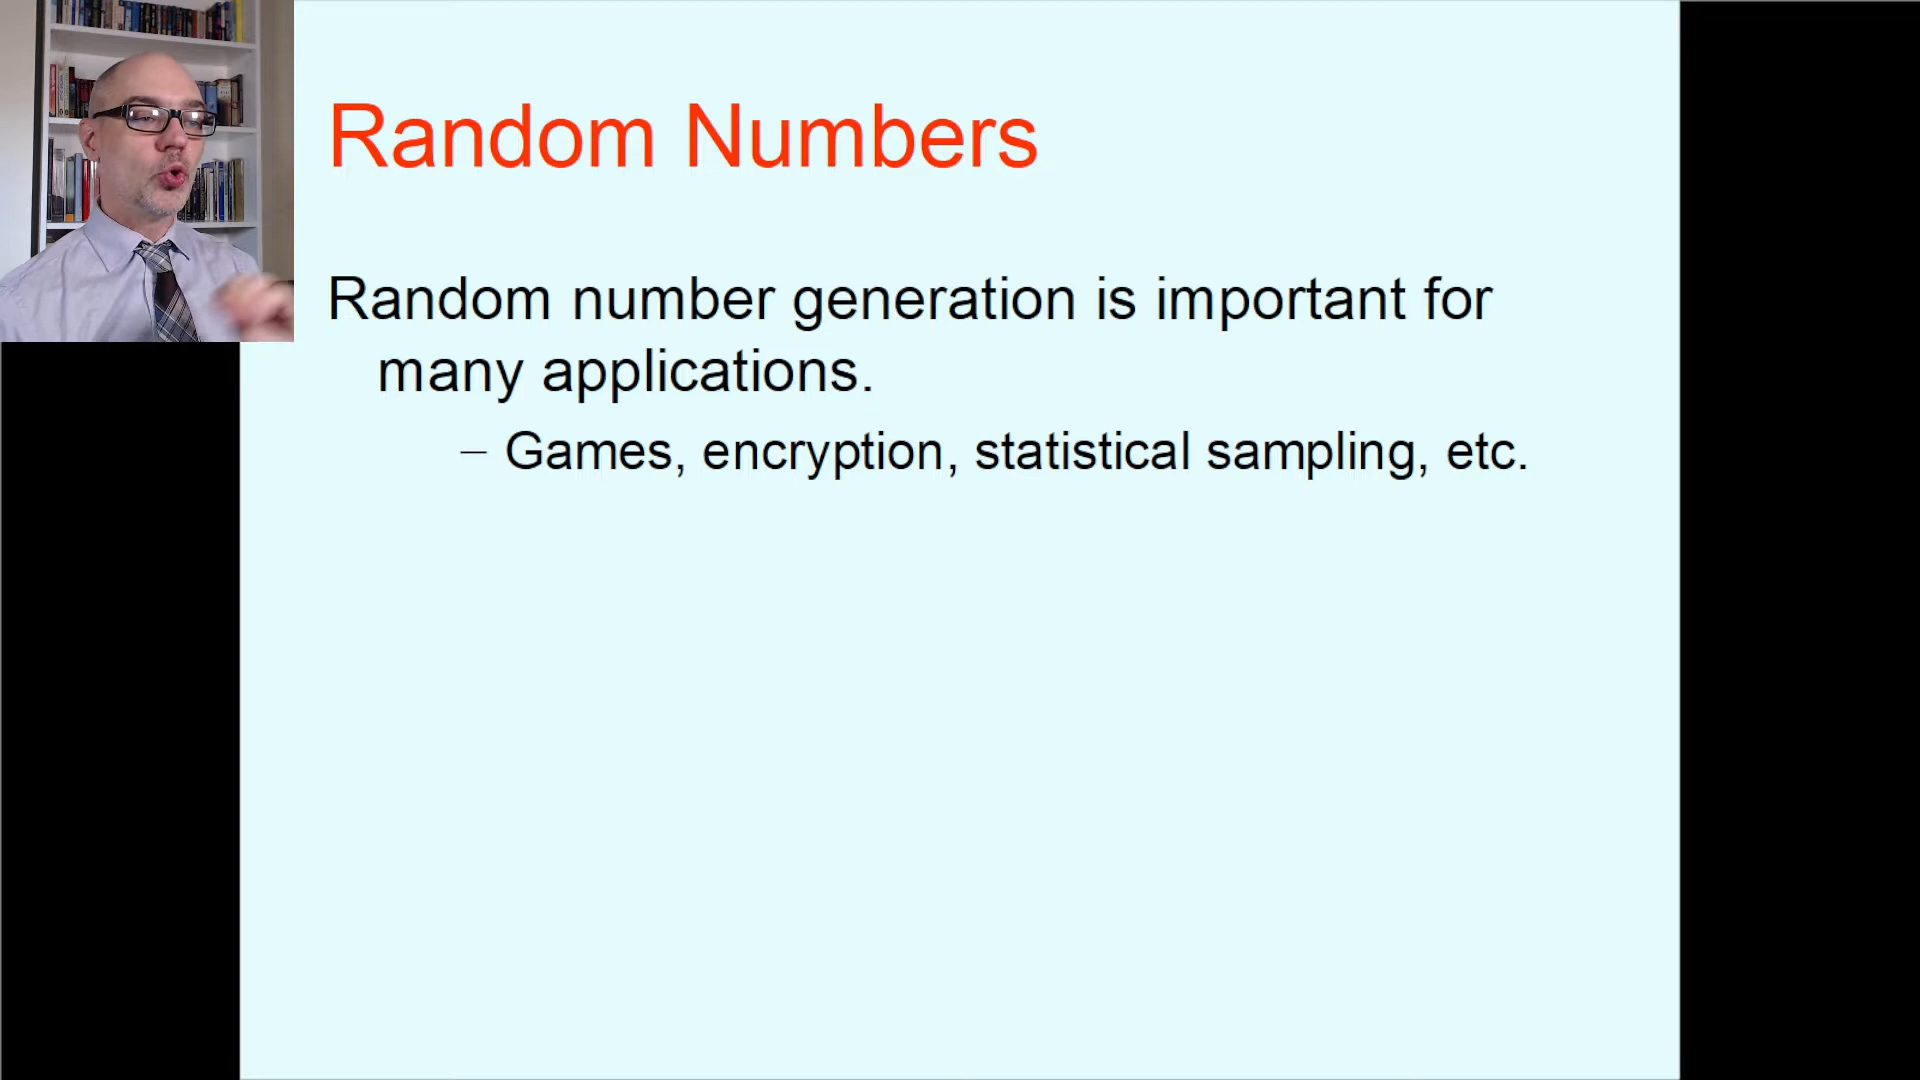 Random Numbers
Random number generation is important for
many applications.
– Games, encryption, statistical sampling, etc.